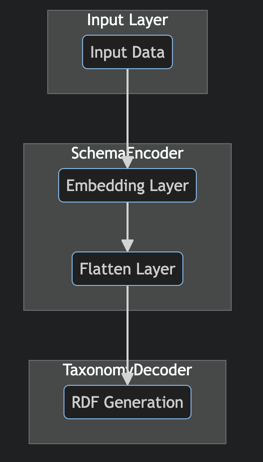 Input Layer
Input Data
SchemaEncoder
Embedding Layer
Flatten Layer
TaxonomyDecoder
RDF Generation